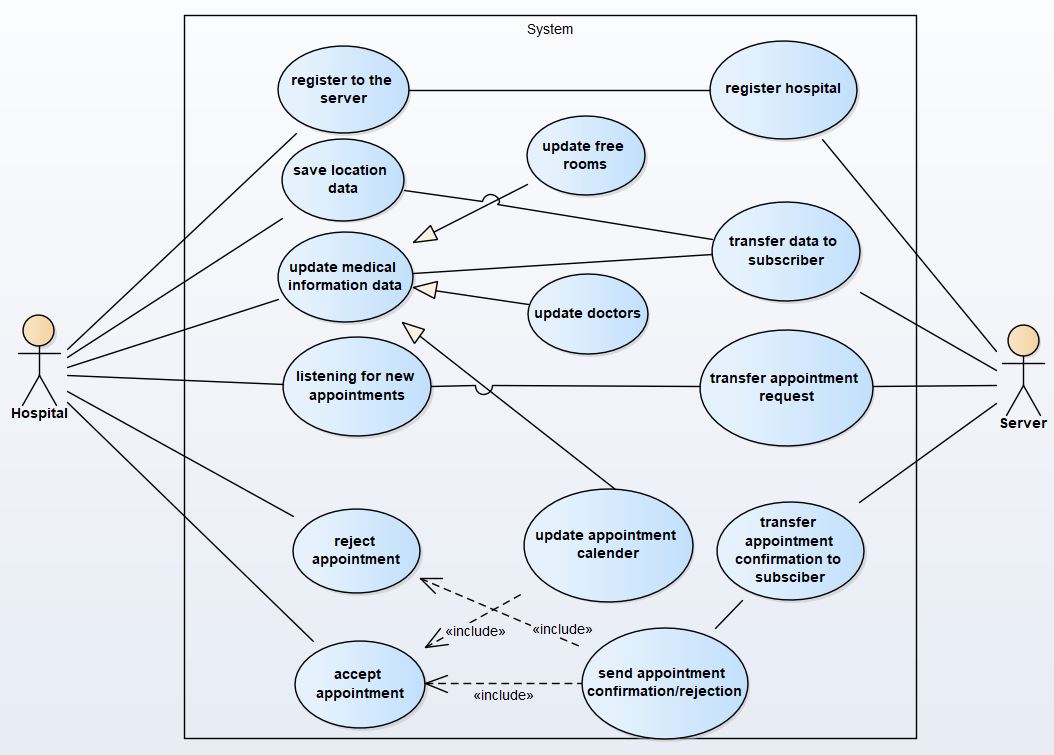 System
register to the
server
register hospital
update free
rooms
save location
data
transfer data to
subscriber
update medical
information data
update doctors
listening for new
appointments
transfer appointment
request
Hospital
Server
reject
appointment
update appointment
calender
transfer
appointment
confirmation to
subsciber
«include»
«include»
accept
appointment
«include»
send appointment
confirmation/rejection